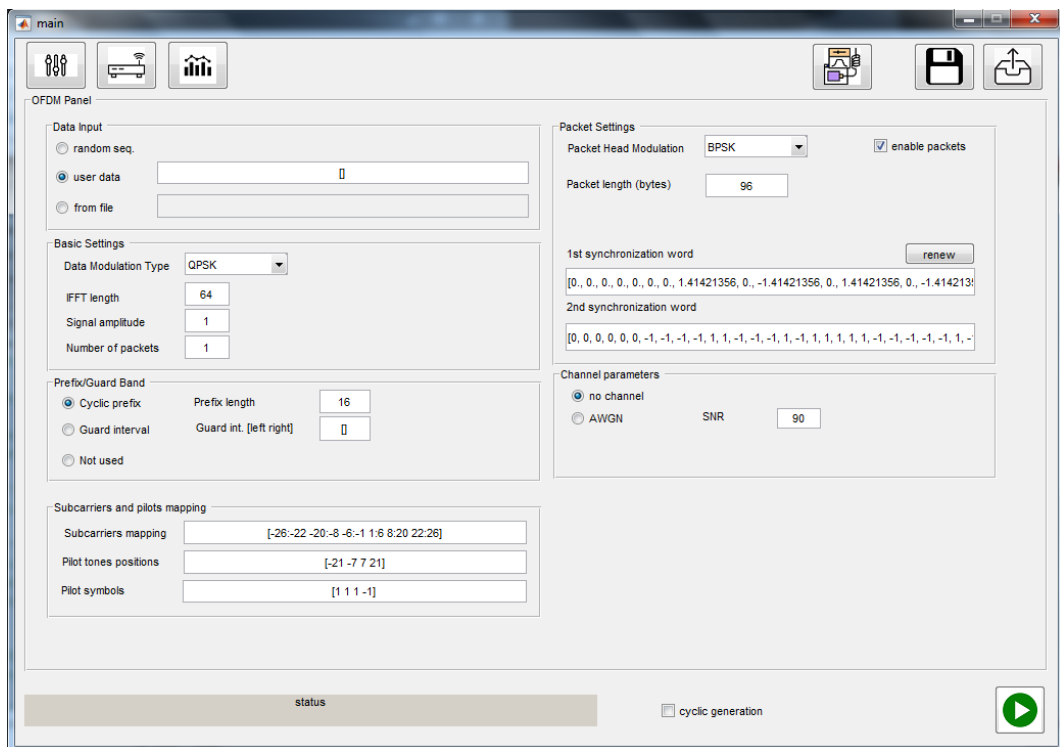 main
OFDM Panel
Data Input
random seq.
user data []
from file
Basic Settings
Data Modulation Type QPSK
IFFT length 64
Signal amplitude 1
Number of packets 1
Prefix/Guard Band
Cyclic prefix Prefix length 16
Guard interval Guard int. [left right] []
Not used
Subcarriers and pilots mapping
Subcarriers mapping [-26:-22 -20:-8 -6:-1 1:6 8:20 22:26]
Pilot tones positions [-21 -7 7 21]
Pilot symbols [1 1 1 -1]
Packet Settings
Packet Head Modulation BPSK enable packets
Packet length (bytes) 96
1st synchronization word renew
[0., 0., 0., 0., 0., 0., 0., 1.41421356, 0., -1.41421356, 0., 1.41421356, 0., -1.4142135
2nd synchronization word
[0, 0, 0, 0, 0, 0, -1, -1, -1, -1, 1, 1, -1, -1, -1, 1, -1, 1, 1, 1, 1, 1, -1, -1, -1, -1, -1, 1, -
Channel parameters
no channel
AWGN SNR 90
status
cyclic generation